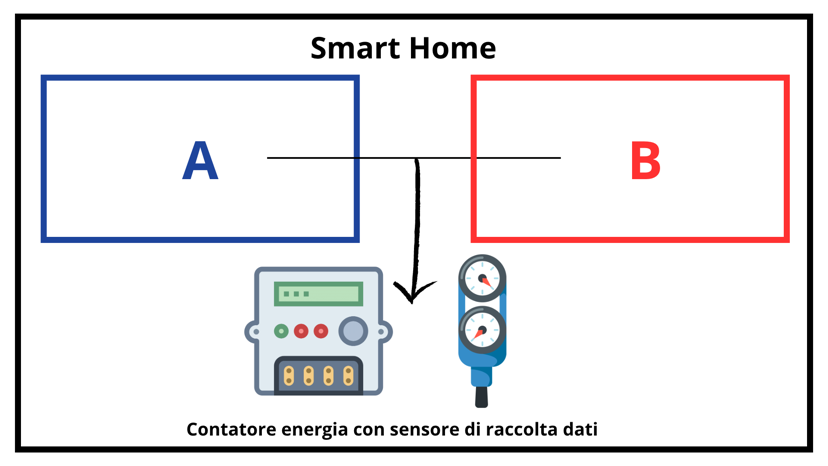 Smart Home
A
B
Contatore energia con sensore di raccolta dati